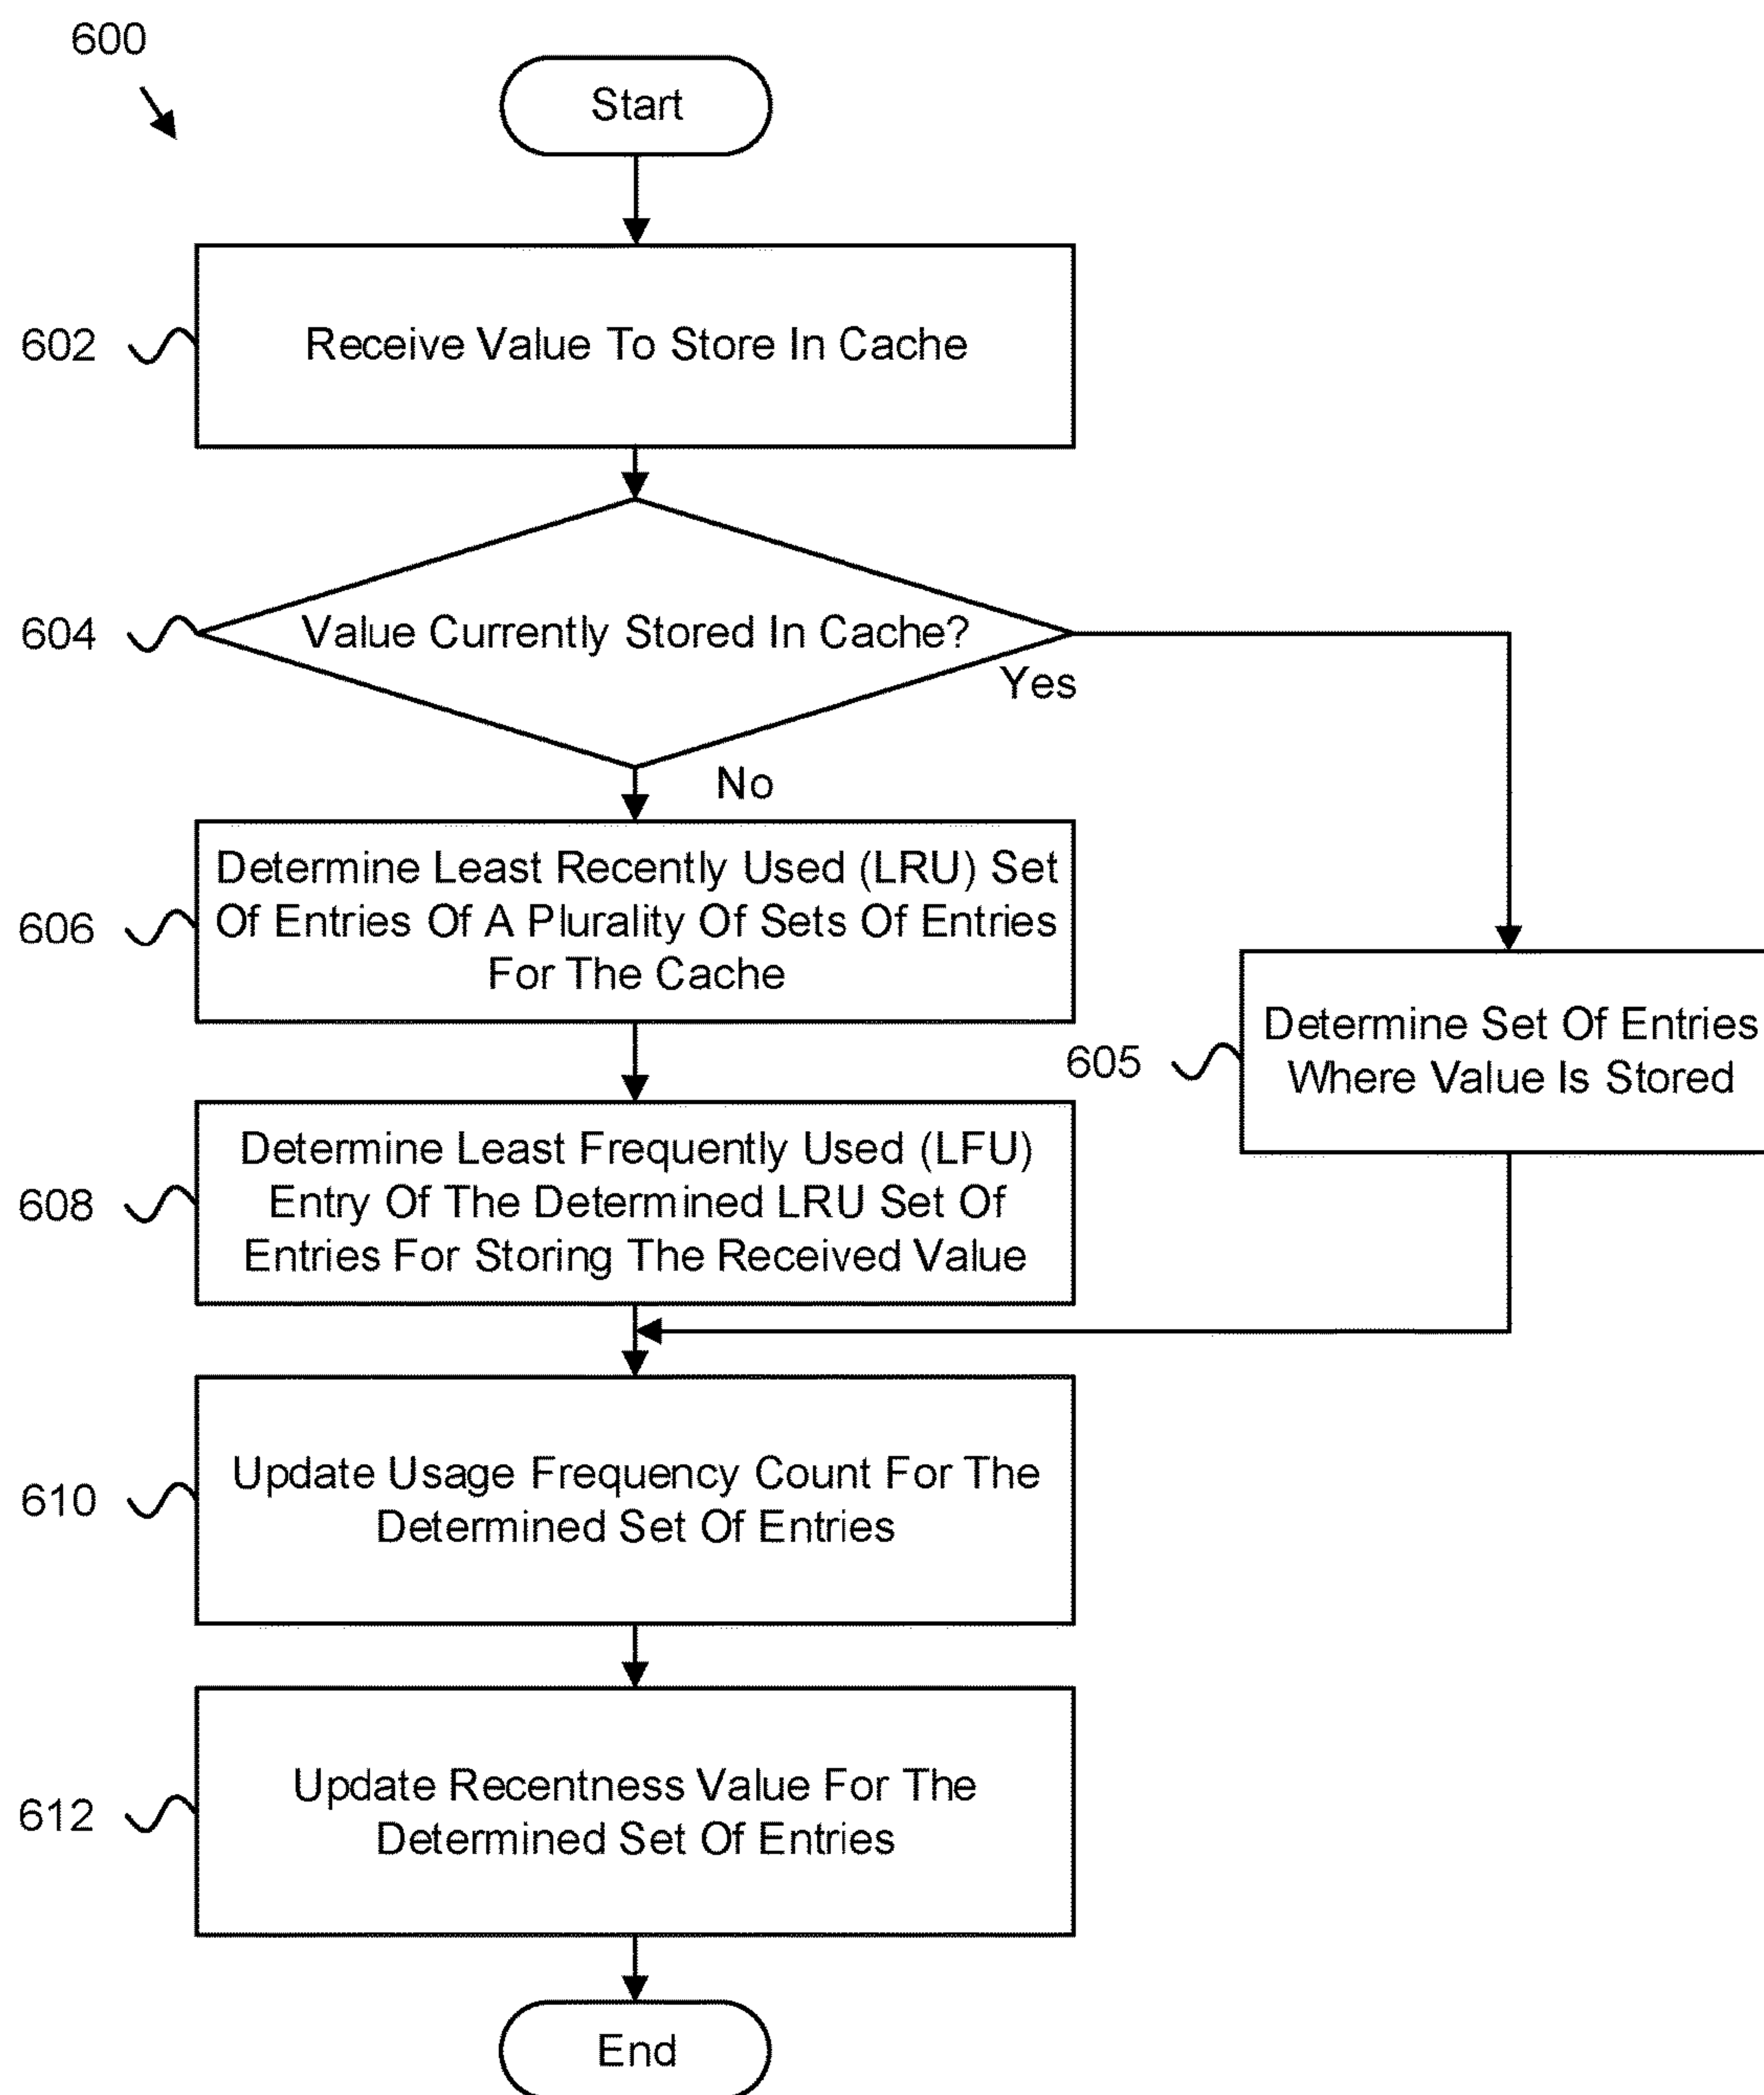 600
Start
602
Receive Value To Store In Cache
604
Value Currently Stored In Cache?
Yes
No
606
Determine Least Recently Used (LRU) Set
Of Entries Of A Plurality Of Sets Of Entries
For The Cache
605
Determine Set Of Entries
Where Value Is Stored
608
Determine Least Frequently Used (LFU)
Entry Of The Determined LRU Set Of
Entries For Storing The Received Value
610
Update Usage Frequency Count For The
Determined Set Of Entries
612
Update Recentness Value For The
Determined Set Of Entries
End